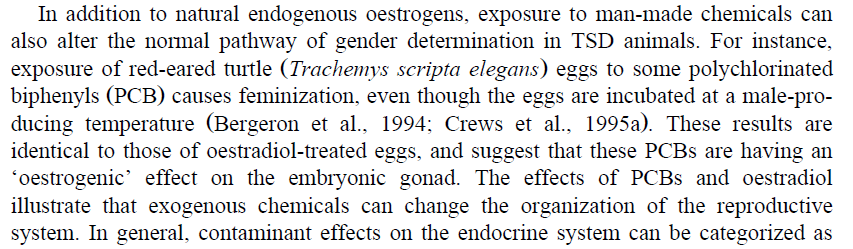 In addition to natural endogenous oestrogens, exposure to man-made chemicals can
also alter the normal pathway of gender determination in TSD animals. For instance,
exposure of red-eared turtle (Trachemys scripta elegans) eggs to some polychlorinated
biphenyls (PCB) causes feminization, even though the eggs are incubated at a male-pro-
ducing temperature (Bergeron et al., 1994; Crews et al., 1995a). These results are
identical to those of oestradiol-treated eggs, and suggest that these PCBs are having an
‘oestrogenic’ effect on the embryonic gonad. The effects of PCBs and oestradiol
illustrate that exogenous chemicals can change the organization of the reproductive
system. In general, contaminant effects on the endocrine system can be categorized as